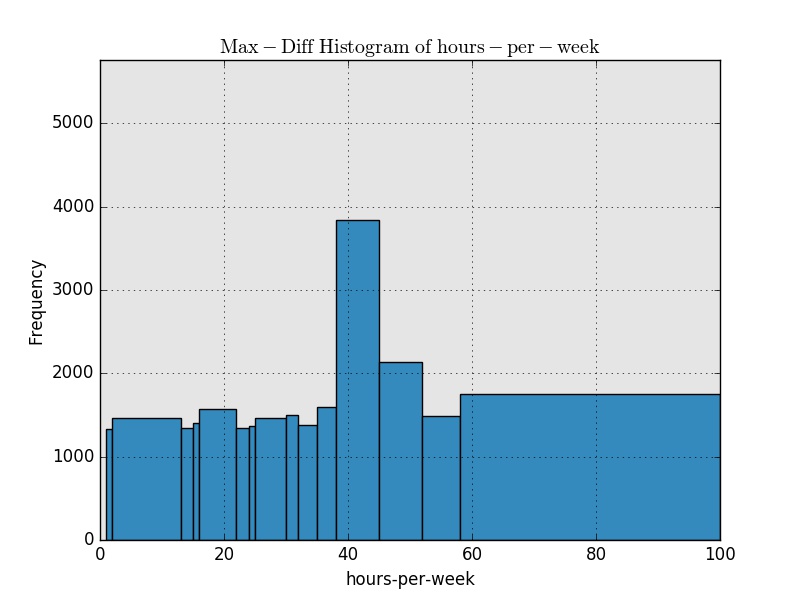 Max − Diff Histogram of hours − per − week
5000
4000
3000
2000
1000
0
Frequency
0 20 40 60 80 100
hours-per-week